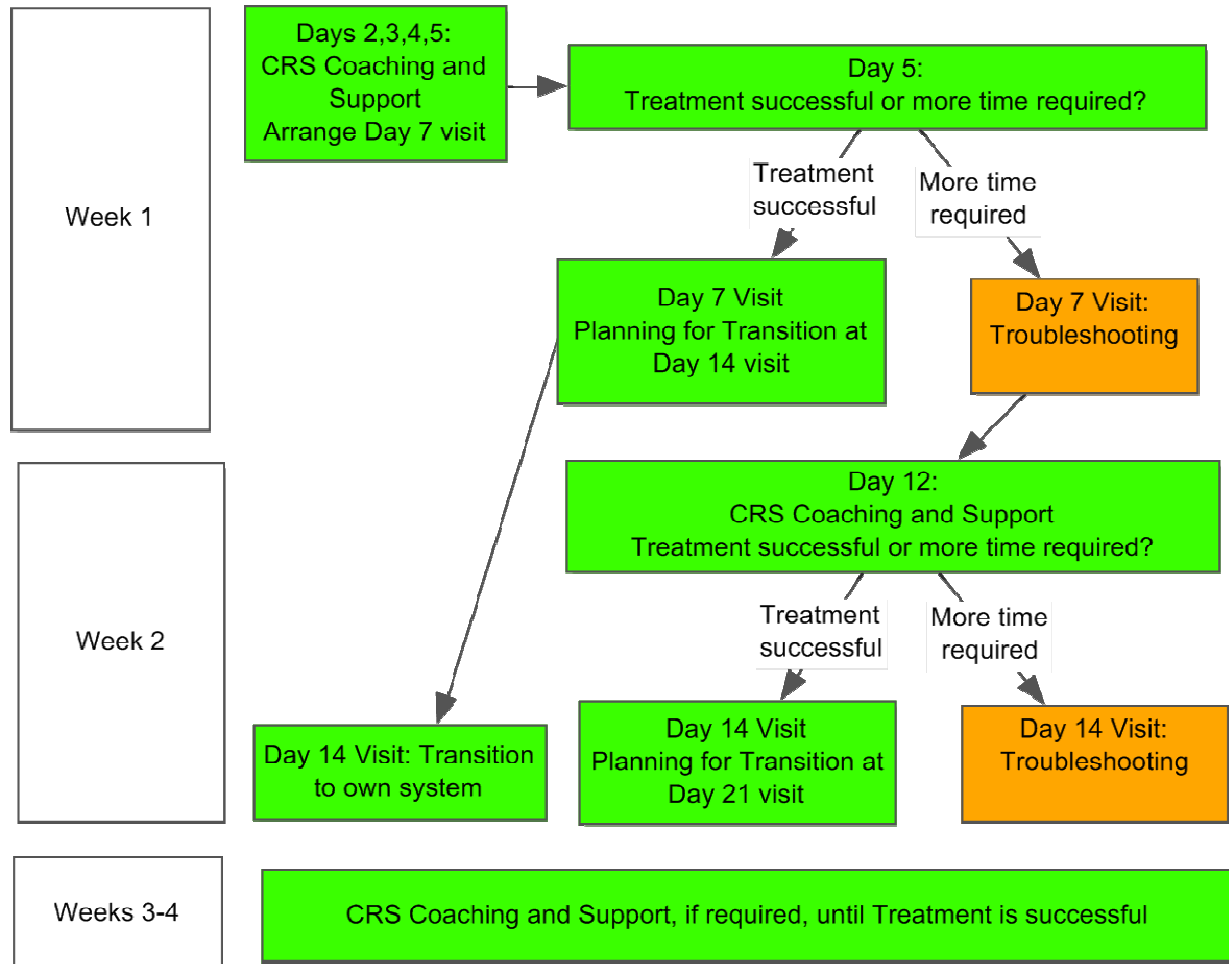 Week 1
Days 2,3,4,5:
CRS Coaching and
Support
Arrange Day 7 visit
Day 5:
Treatment successful or more time required?
Treatment
successful
More time
required
Day 7 Visit
Planning for Transition at
Day 14 visit
Day 7 Visit:
Troubleshooting
Week 2
Day 12:
CRS Coaching and Support
Treatment successful or more time required?
Treatment
successful
More time
required
Day 14 Visit: Transition
to own system
Day 14 Visit
Planning for Transition at
Day 21 visit
Day 14 Visit:
Troubleshooting
Weeks 3-4
CRS Coaching and Support, if required, until Treatment is successful